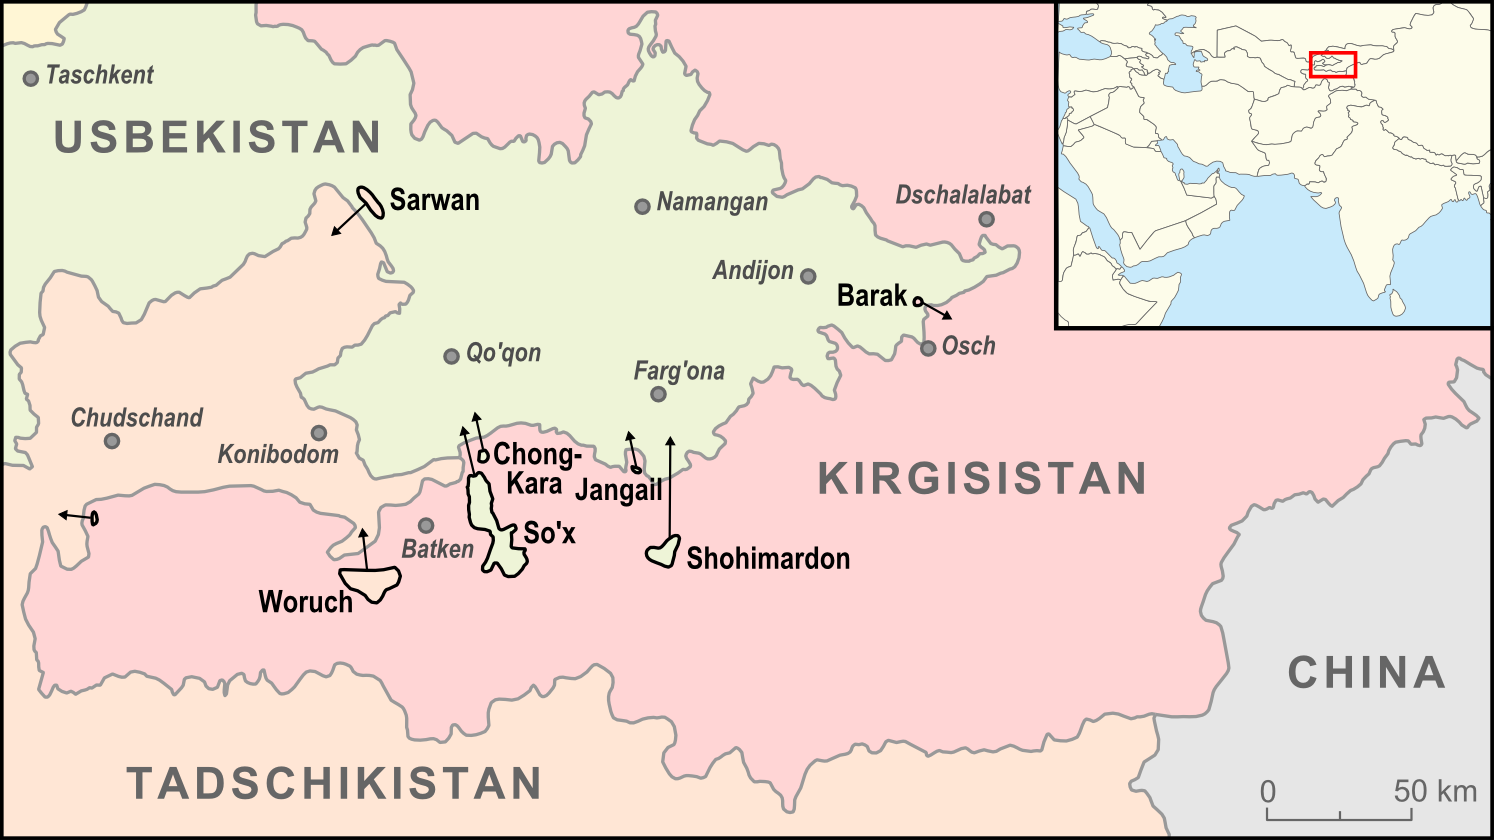 Taschkent
USBEKISTAN
Sarwan
Namangan
Dschalalabat
Andijon
Barak
Qo'qon
Osch
Farg'ona
Chudschand
Konibodom
Chong-
Kara
Jangail
KIRGISISTAN
So'x
Batken
Shohimardon
Woruch
CHINA
TADSCHIKISTAN
0 50 km